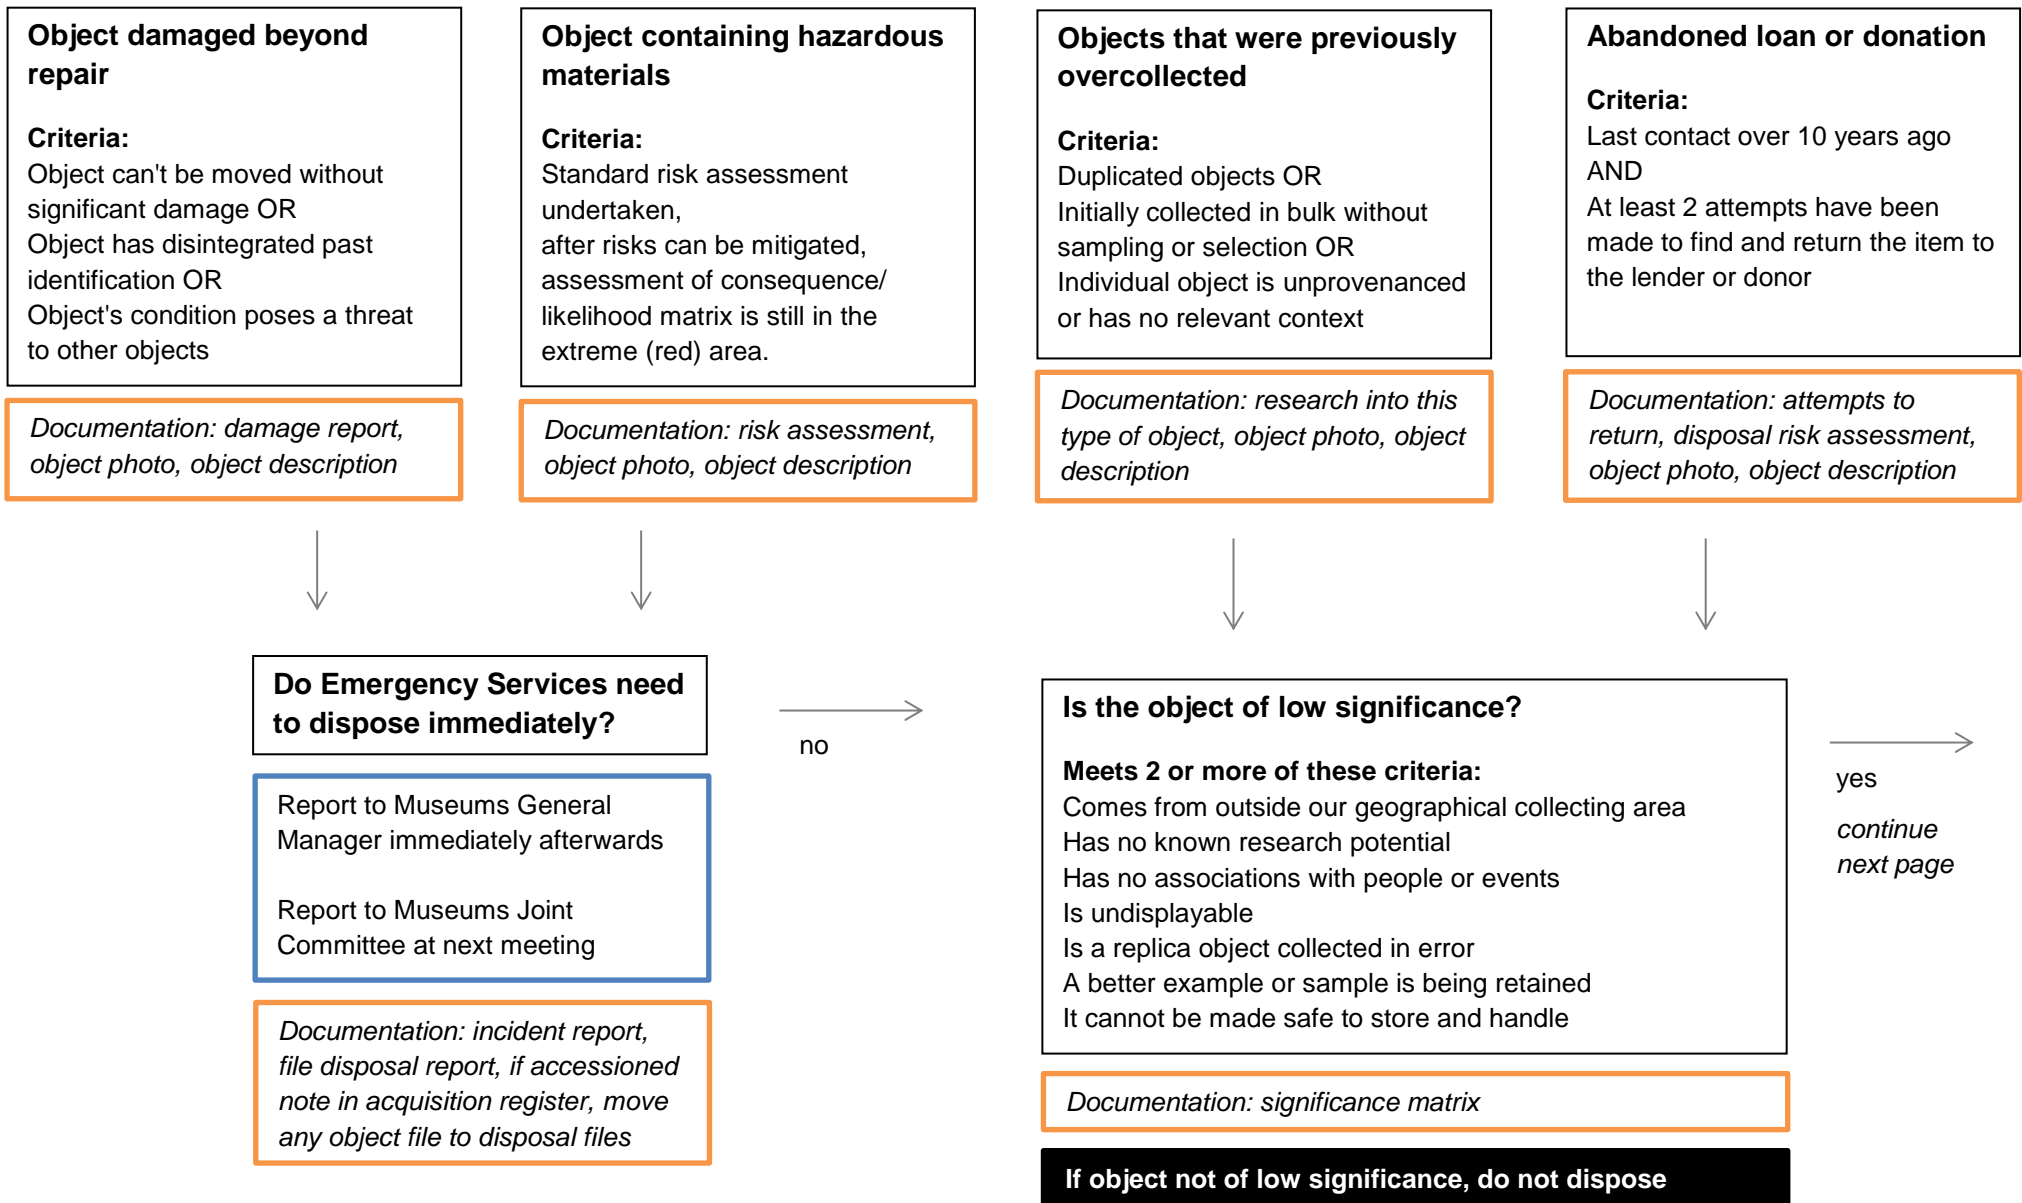 Object damaged beyond
repair
Criteria:
Object can't be moved without
significant damage OR
Object has disintegrated past
identification OR
Object's condition poses a threat
to other objects
Documentation: damage report,
object photo, object description
Object containing hazardous
materials
Criteria:
Standard risk assessment
undertaken,
after risks can be mitigated,
assessment of consequence/
likelihood matrix is still in the
extreme (red) area.
Documentation: risk assessment,
object photo, object description
Objects that were previously
overcollected
Criteria:
Duplicated objects OR
Initially collected in bulk without
sampling or selection OR
Individual object is unprovenanced
or has no relevant context
Documentation: research into this
type of object, object photo, object
description
Abandoned loan or donation
Criteria:
Last contact over 10 years ago
AND
At least 2 attempts have been
made to find and return the item to
the lender or donor
Documentation: attempts to
return, disposal risk assessment,
object photo, object description
Do Emergency Services need
to dispose immediately?
Report to Museums General
Manager immediately afterwards
Report to Museums Joint
Committee at next meeting
Documentation: incident report,
file disposal report, if accessioned
note in acquisition register, move
any object file to disposal files
no
Is the object of low significance?
Meets 2 or more of these criteria:
Comes from outside our geographical collecting area
Has no known research potential
Has no associations with people or events
Is undisplayable
Is a replica object collected in error
A better example or sample is being retained
It cannot be made safe to store and handle
Documentation: significance matrix
If object not of low significance, do not dispose
yes
continue
next page